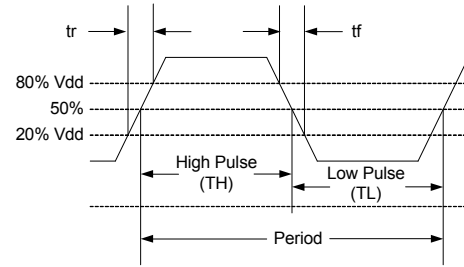 tr
tf
80% Vdd
50%
20% Vdd
High Pulse
(TH)
Low Pulse
(TL)
Period